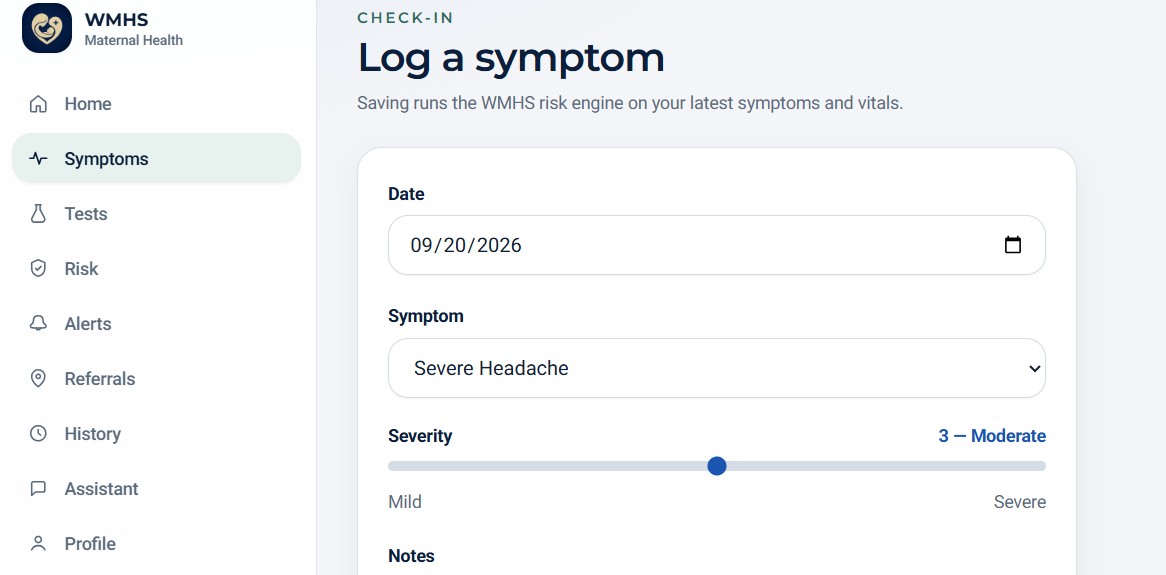 WMHS
Maternal Health
Home
Symptoms
Tests
Risk
Alerts
Referrals
History
Assistant
Profile
CHECK-IN
Log a symptom
Saving runs the WMHS risk engine on your latest symptoms and vitals.
Date
09/20/2026
Symptom
Severe Headache
Severity
3 — Moderate
Mild
Severe
Notes